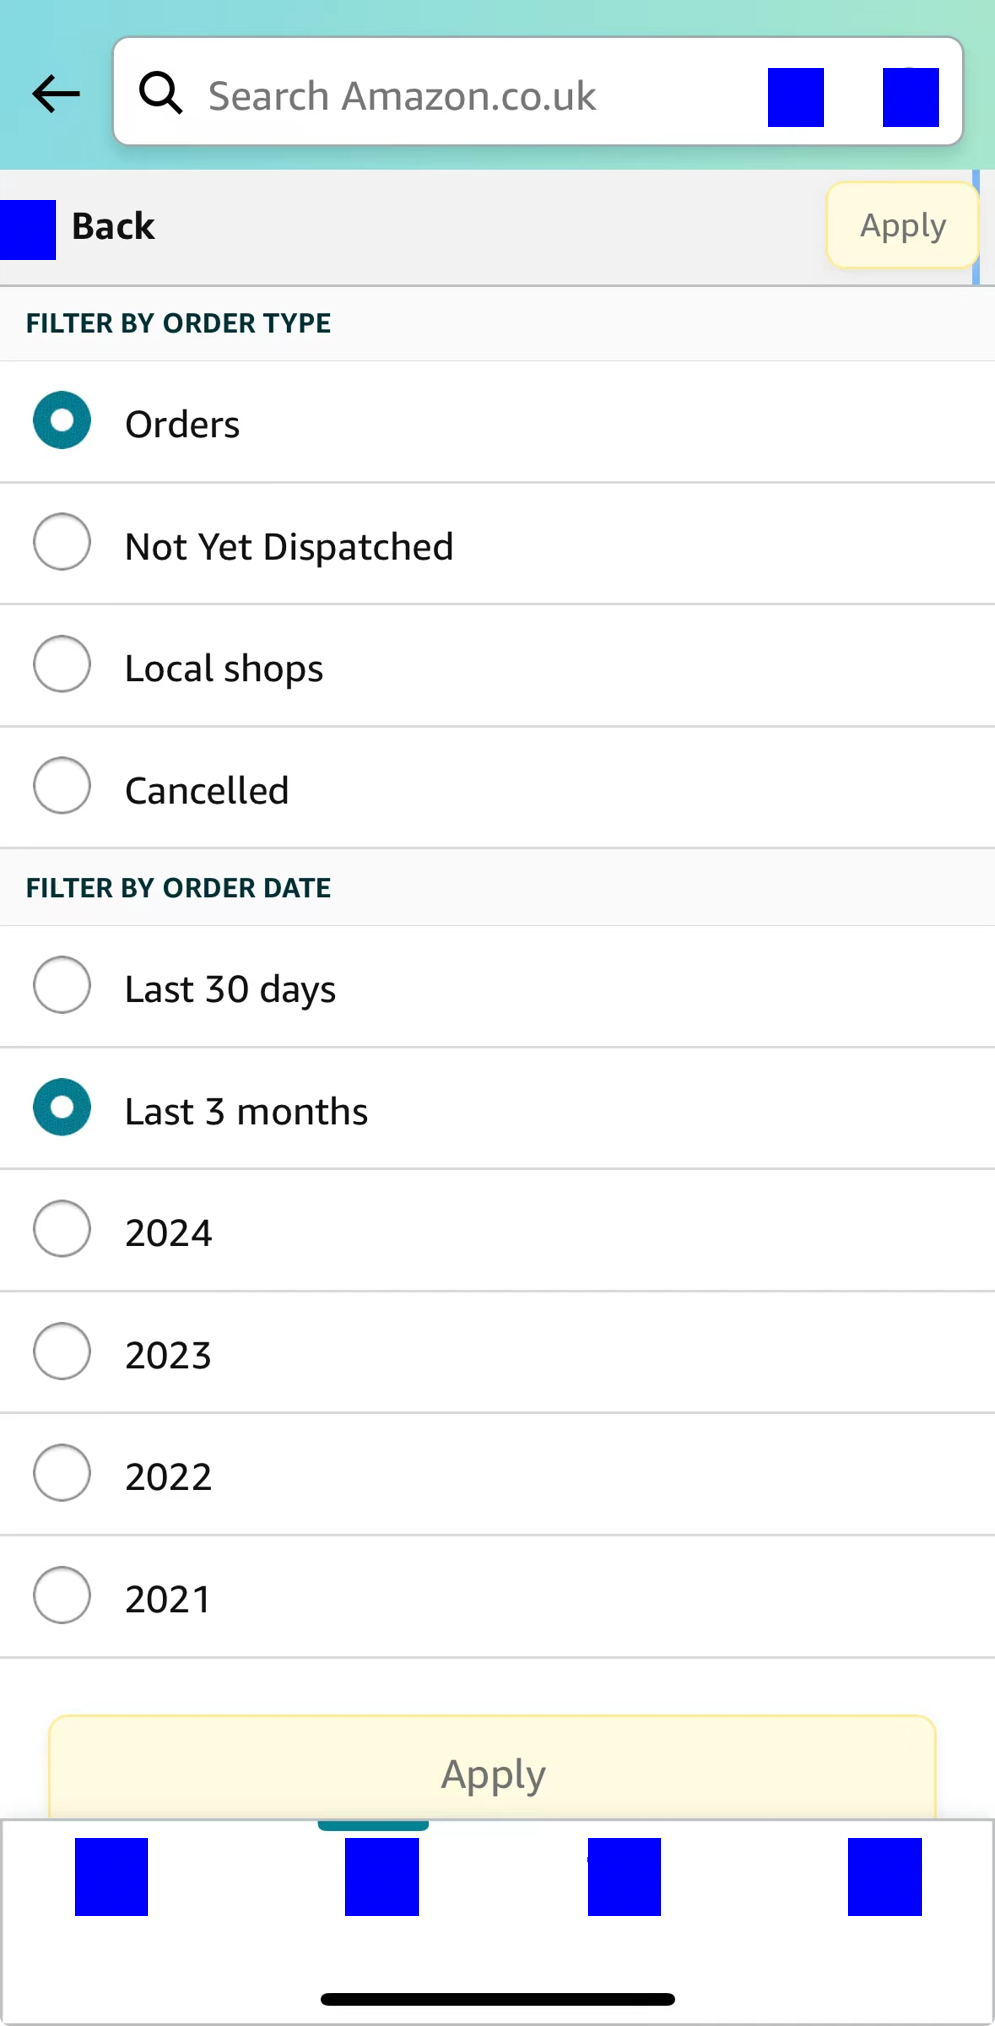 Search Amazon.co.uk
Back
Apply
FILTER BY ORDER TYPE
Orders
Not Yet Dispatched
Local shops
Cancelled
FILTER BY ORDER DATE
Last 30 days
Last 3 months
2024
2023
2022
2021
Apply